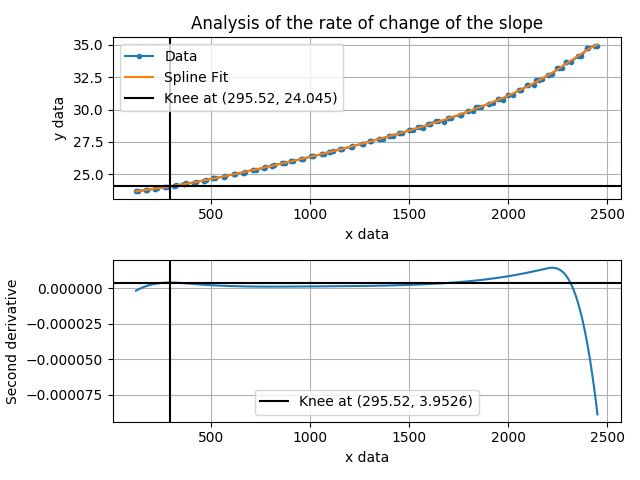 Analysis of the rate of change of the slope
35.0
32.5
30.0
27.5
25.0
y data
Data
Spline Fit
Knee at (295.52, 24.045)
500
1000
1500
2000
2500
x data
0.000000
−0.000025
−0.000050
−0.000075
Second derivative
Knee at (295.52, 3.9526)
500
1000
1500
2000
2500
x data